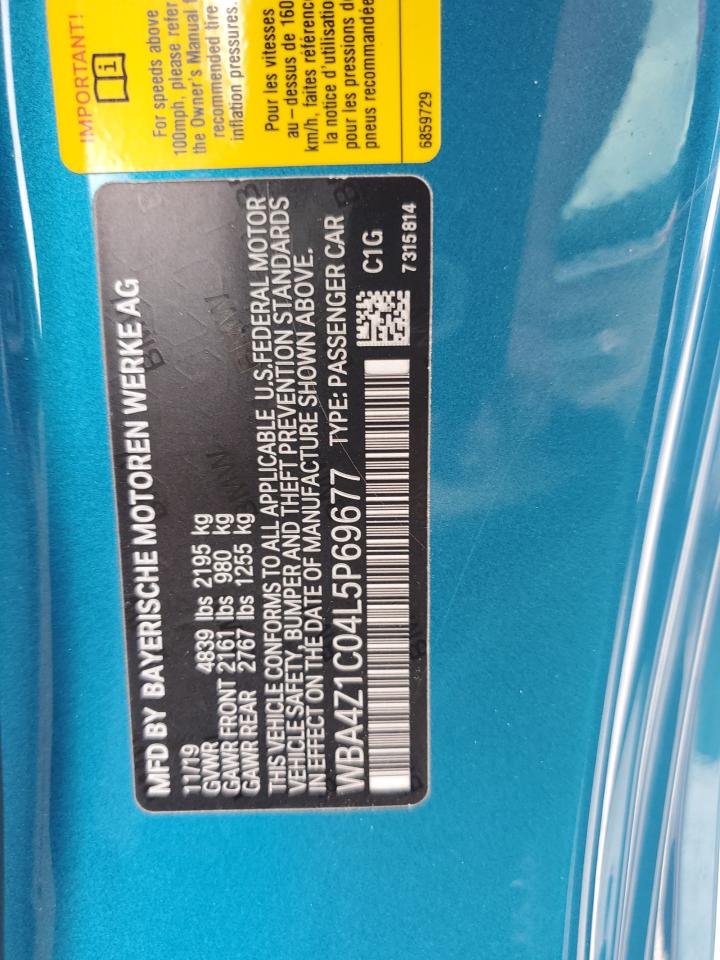 MFD BY BAYERISCHE MOTOREN WERKE AG
11/19
GVWR 4839 lbs 2195 kg
GAWR FRONT 2161 lbs 980 kg
GAWR REAR 2767 lbs 1255 kg
THIS VEHICLE CONFORMS TO ALL APPLICABLE U.S.FEDERAL MOTOR
VEHICLE SAFETY, BUMPER AND THEFT PREVENTION STANDARDS
IN EFFECT ON THE DATE OF MANUFACTURE SHOWN ABOVE.
WBA4Z1C04L5P69677 TYPE: PASSENGER CAR
C1G
7315814
IMPORTANT!
For speeds above
100mph, please refer
the Owner's Manual
recommended tire
inflation pressures.
Pour les vitesses
au-dessus de 160
km/h, faites référence
la notice d'utilisation
pour les pressions
pneus recommandées
6859729